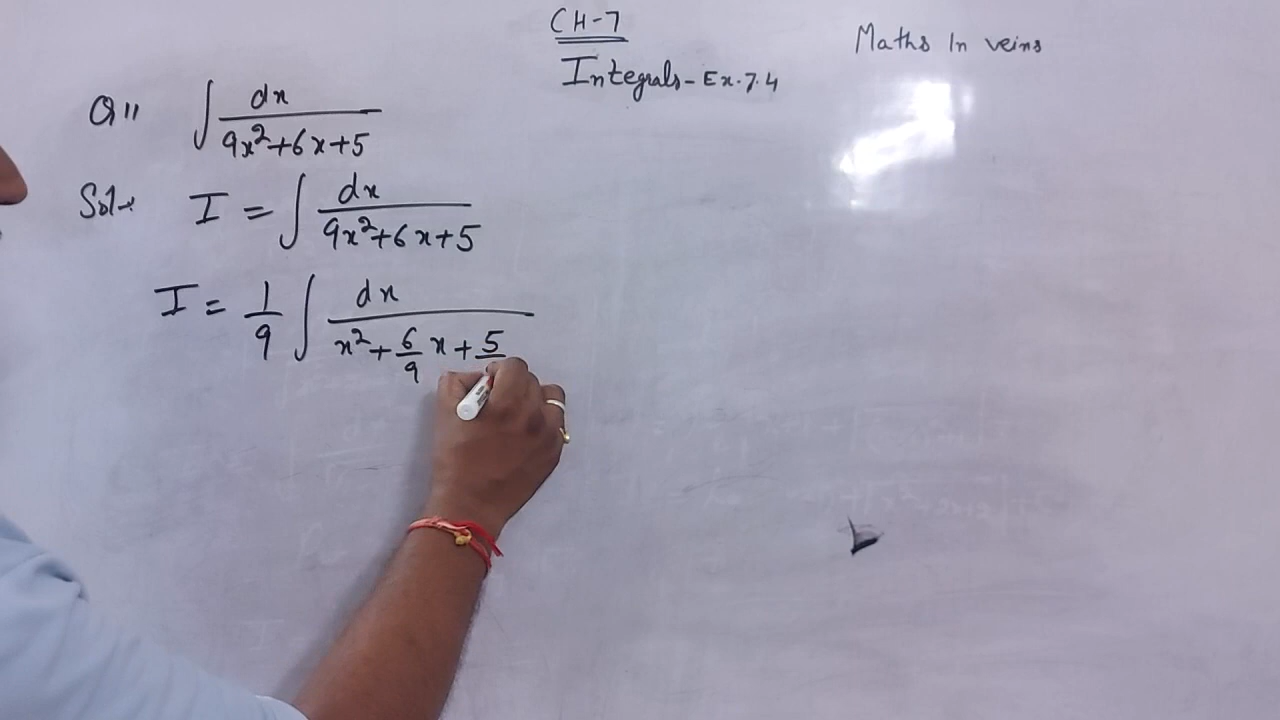 CH-7
Integrals - Ex. 7.4
Maths In veins
Q11 ∫ dx / (9x²+6x+5)
Sol: I = ∫ dx / (9x²+6x+5)
I = 1/9 ∫ dx / (x² + 6/9 x + 5/